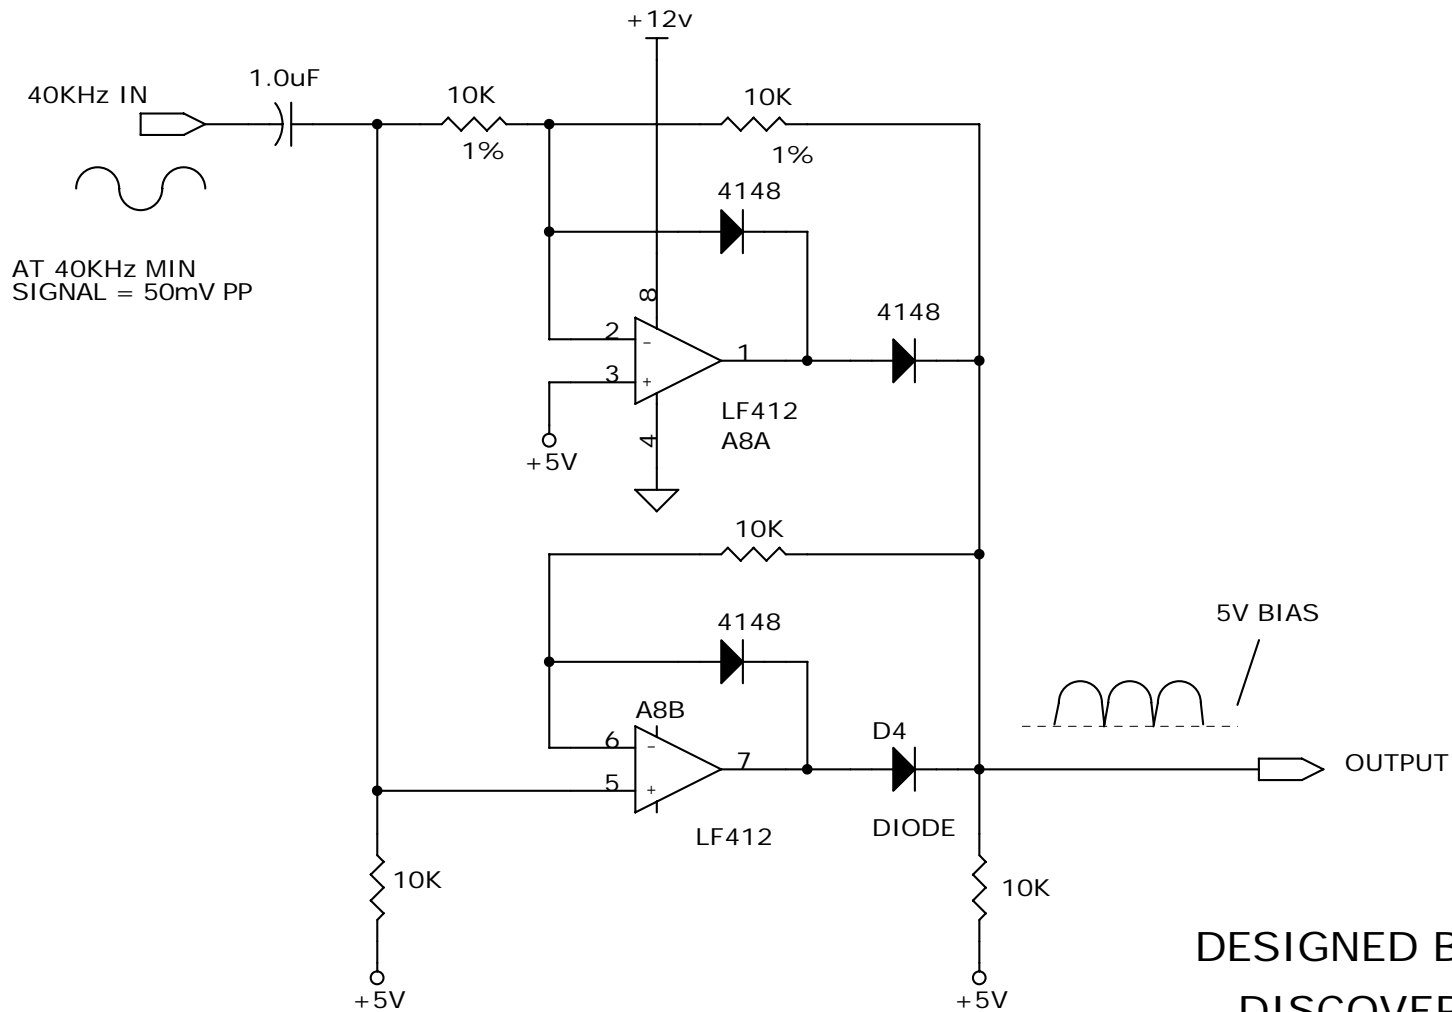 +12v
1.0uF
40KHz IN
10K
10K
1%
1%
4148
AT 40KHz MIN
SIGNAL = 50mV PP
8
4148
2
-
1
3
+
LF412
4
A8A
+5V
10K
5V BIAS
4148
A8B
D4
6
-
7
OUTPUT
5
+
LF412
DIODE
10K
10K
DESIGNED B
+5V
+5V
DISCOVER